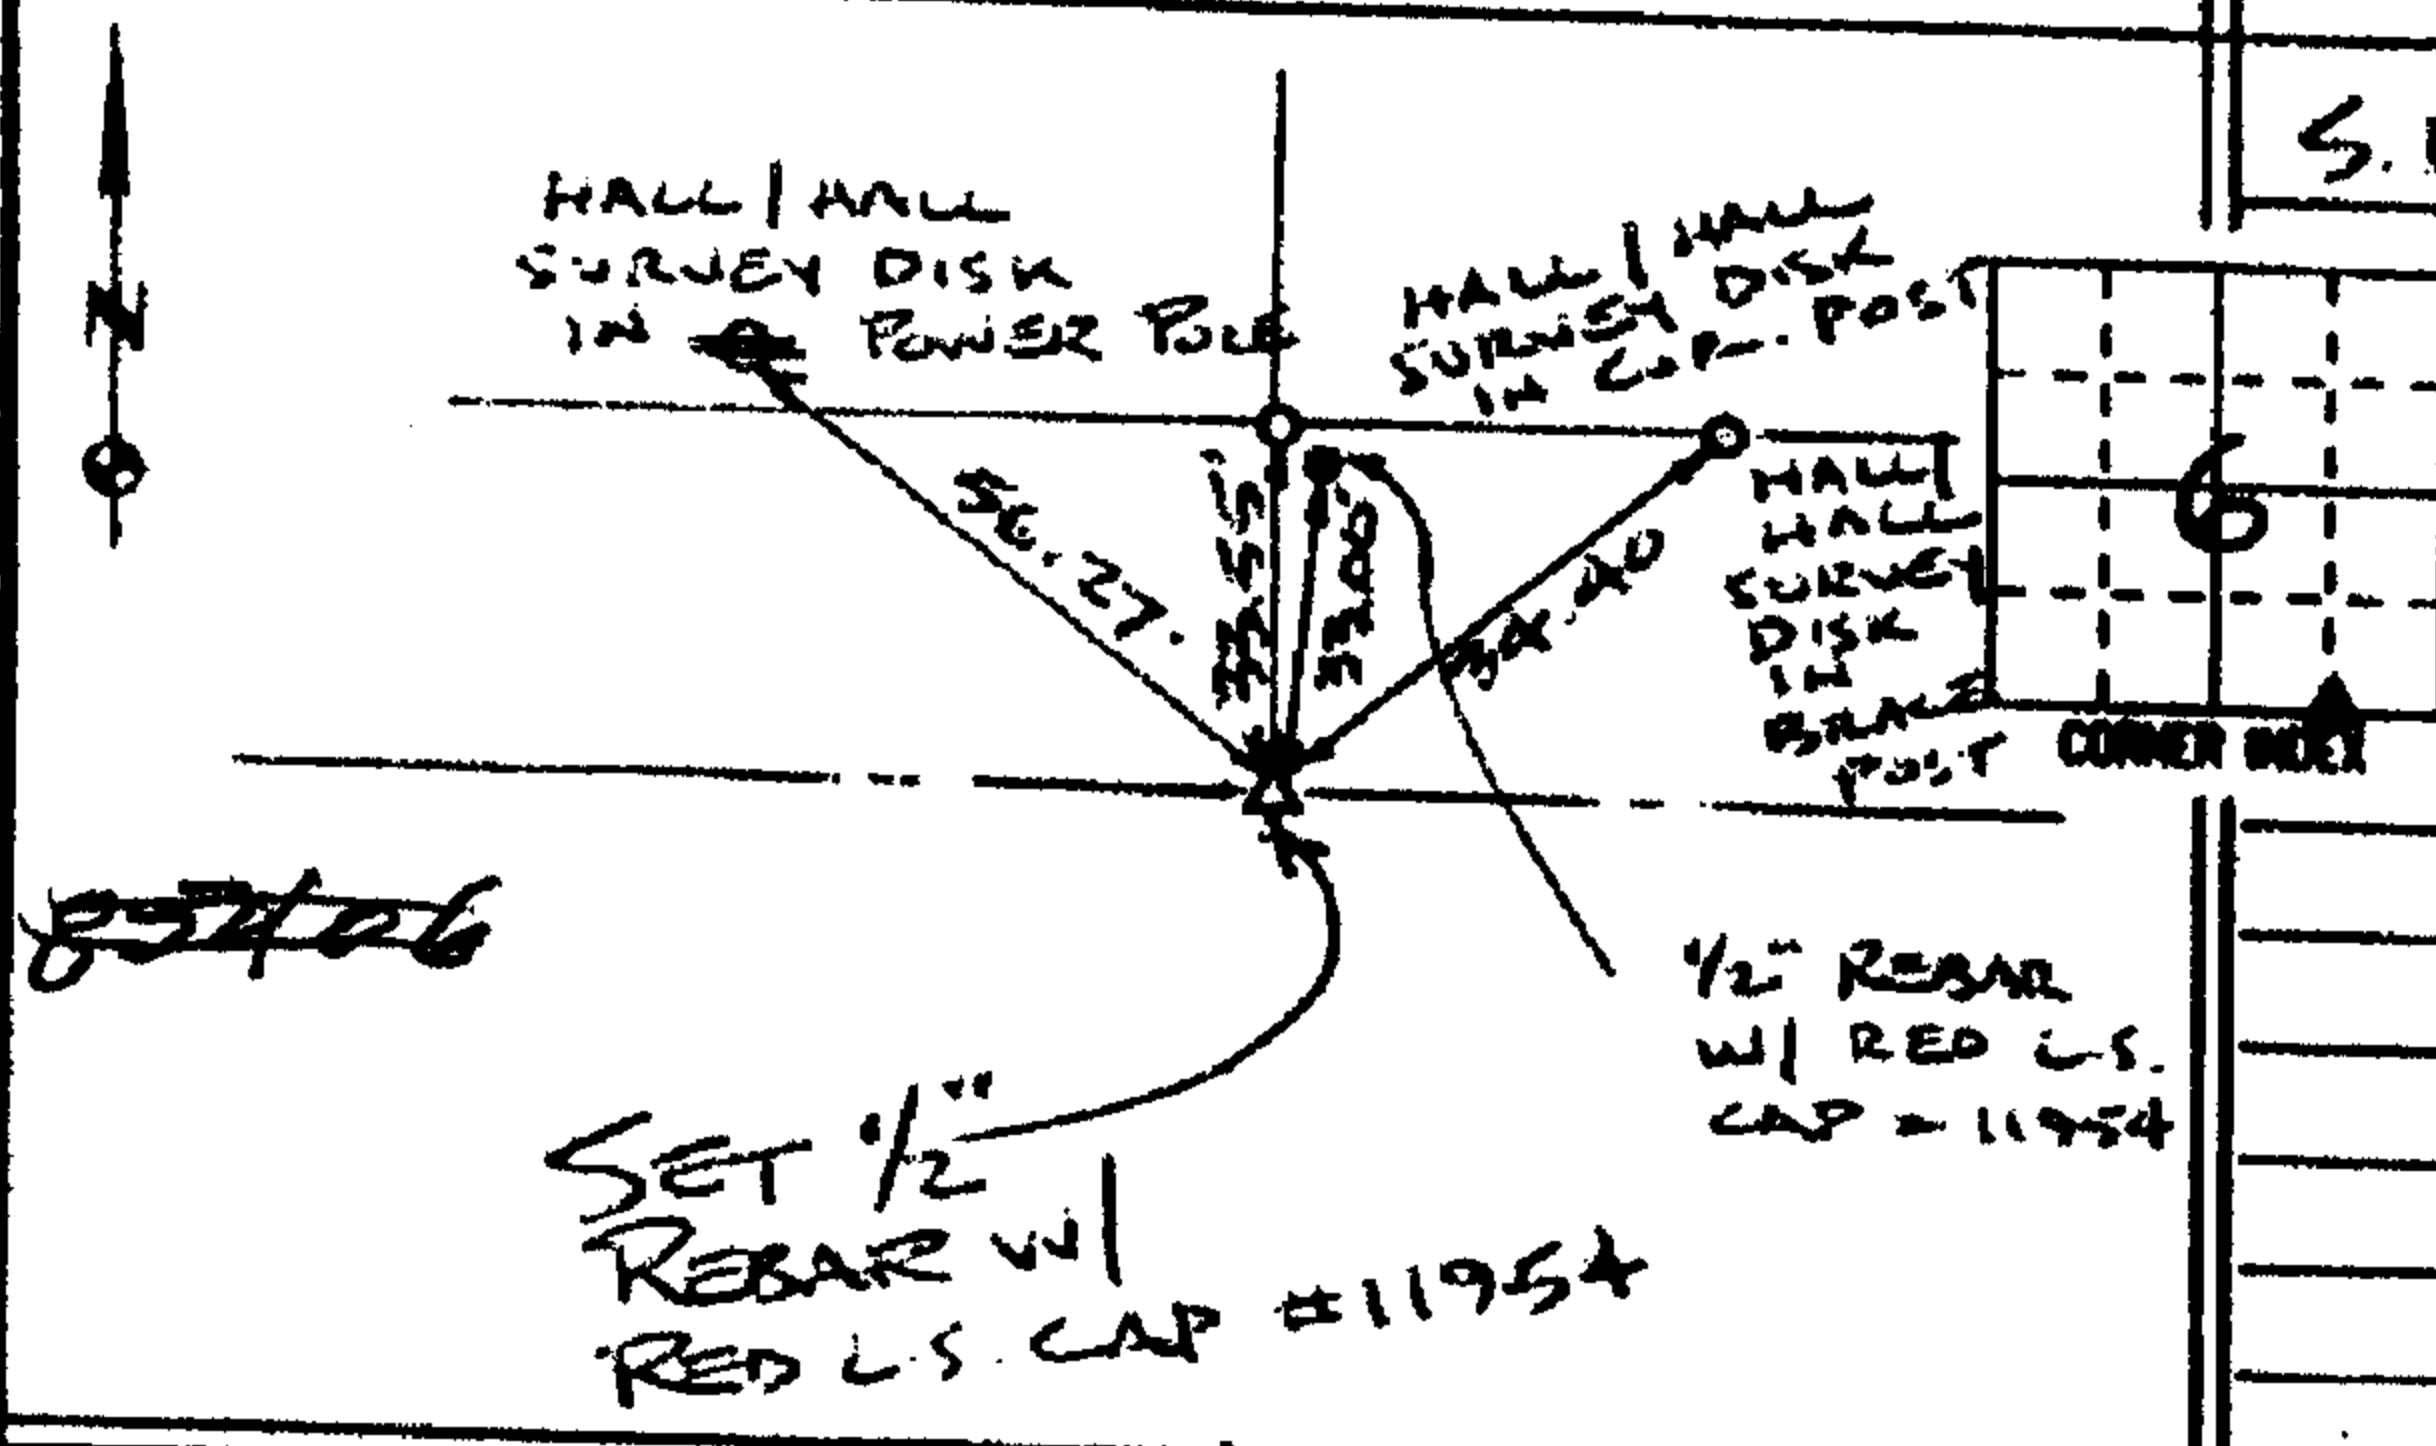 N
HALL/HALL
SURVEY DISK
IN POWER POLE
HALL/HALL
SURVEY DISK
IN COR. POST
S.
6
CORNER INDEX
56.27'
HALL/
HALL
SURVEY
DISK
IN
BRACE
POST
1/2" REBAR
W/ RED L.S.
CAP = 11954
SET 1/2"
REBAR W/
RED L.S. CAP #11954